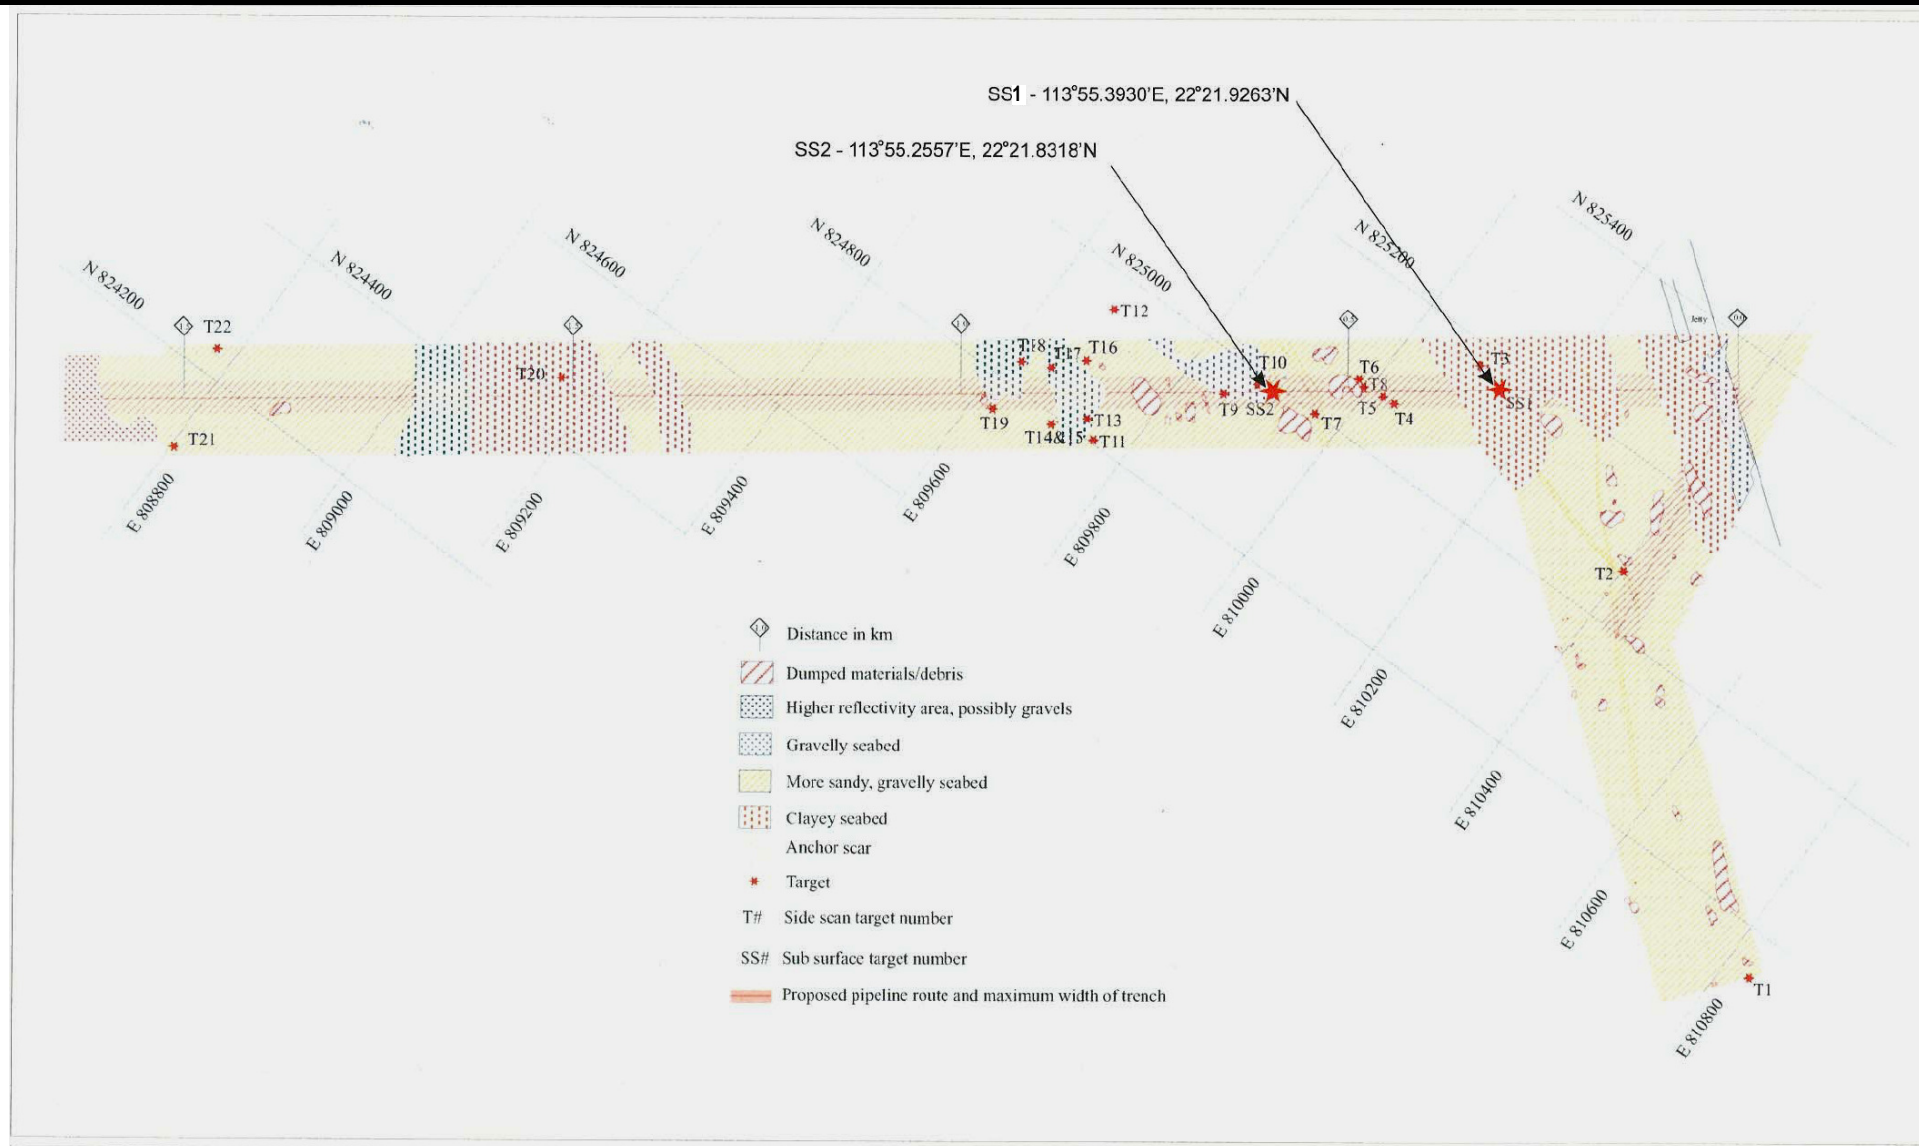 SS1 - 113°55.3930'E, 22°21.9263'N
SS2 - 113°55.2557'E, 22°21.8318'N
N 825400
N 825200
N 824800
N 824600
N 825000
N 824400
N 824200
Jetty
T12
T22
T18
T17
T16
T10
T6
T3
T20
T8
T9
SS2
T5
T4
SS1
T19
T13
T7
T14&15
T11
T21
E 808800
E 809000
E 809200
E 809400
E 809600
E 809800
T2
E 810000
E 810200
E 810400
E 810600
T1
E 810800
Distance in km
Dumped materials/debris
Higher reflectivity area, possibly gravels
Gravelly seabed
More sandy, gravelly seabed
Clayey seabed
Anchor scar
Target
T# Side scan target number
SS# Sub surface target number
Proposed pipeline route and maximum width of trench